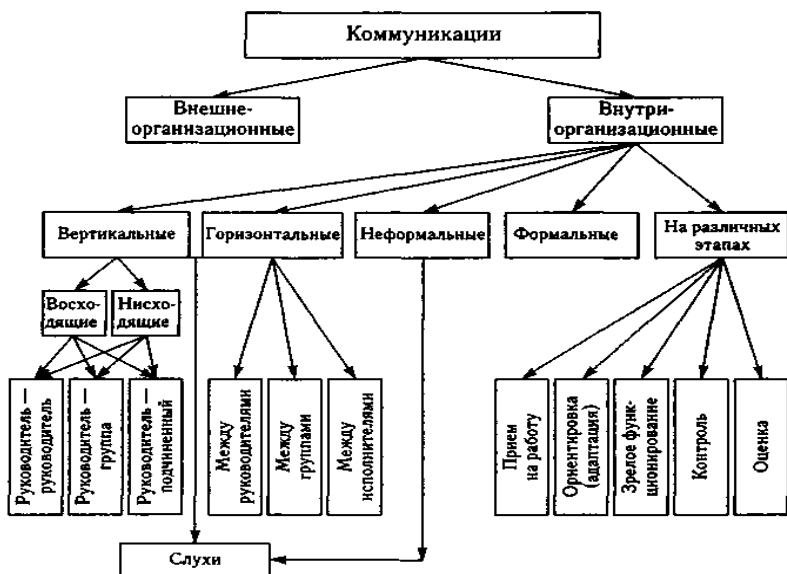 Коммуникации
Внешне-
организационные
Внутри-
организационные
Вертикальные
Горизонтальные
Неформальные
Формальные
На различных
этапах
Восхо-
дящие
Нисхо-
дящие
Руководитель —
руководитель
Руководитель —
группа
Руководитель —
подчиненный
Между
руководителями
Между
группами
Между
исполнителями
Прием
на работу
Ориентировка
(адаптация)
Зрелое функ-
ционирование
Контроль
Оценка
Слухи